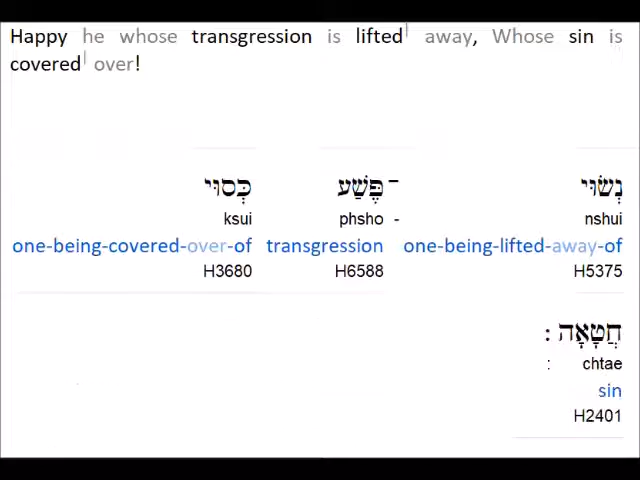 Happy he whose transgression is lifted' away, Whose sin is
covered' over!
נְשׂוּי ־ פֶּשַׁע כְּסוּי
nshui - phsho ksui
one-being-lifted-away-of transgression one-being-covered-over-of
H5375 H6588 H3680
חֲטָאָה :
chtae :
sin
H2401